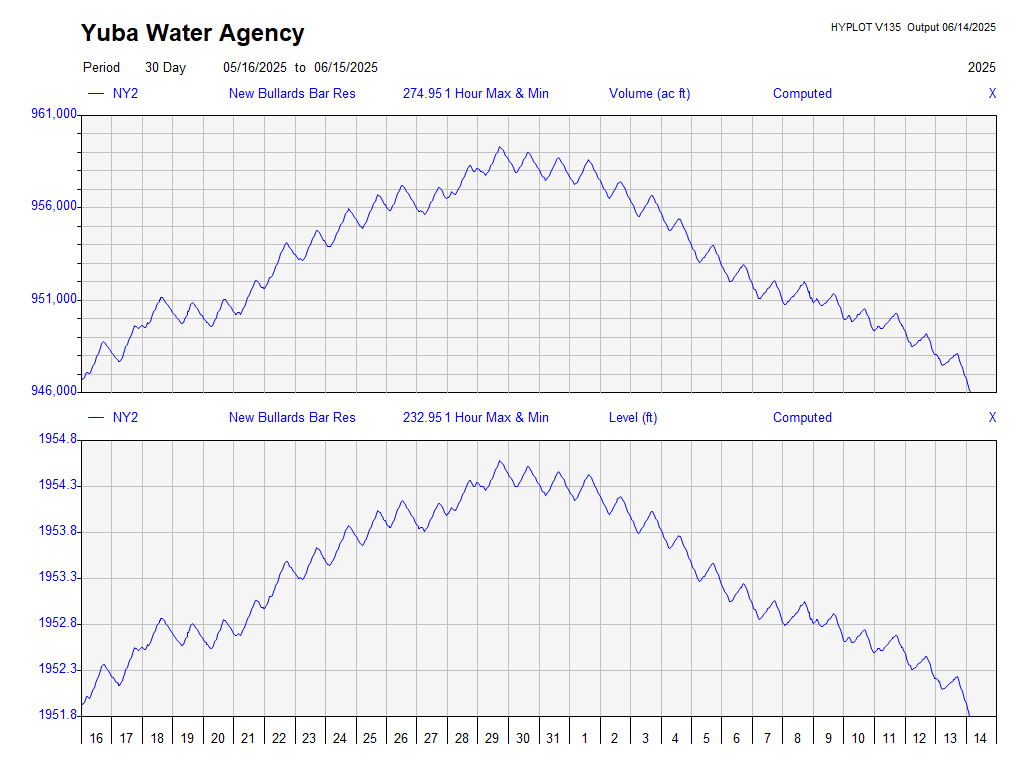 Yuba Water Agency
HYPLOT V135 Output 06/14/2025
Period 30 Day 05/16/2025 to 06/15/2025 2025
NY2 New Bullards Bar Res 274.95 1 Hour Max & Min Volume (ac ft) Computed X
961,000
956,000
951,000
946,000
NY2 New Bullards Bar Res 232.95 1 Hour Max & Min Level (ft) Computed X
1954.8
1954.3
1953.8
1953.3
1952.8
1952.3
1951.8
16 17 18 19 20 21 22 23 24 25 26 27 28 29 30 31 1 2 3 4 5 6 7 8 9 10 11 12 13 14